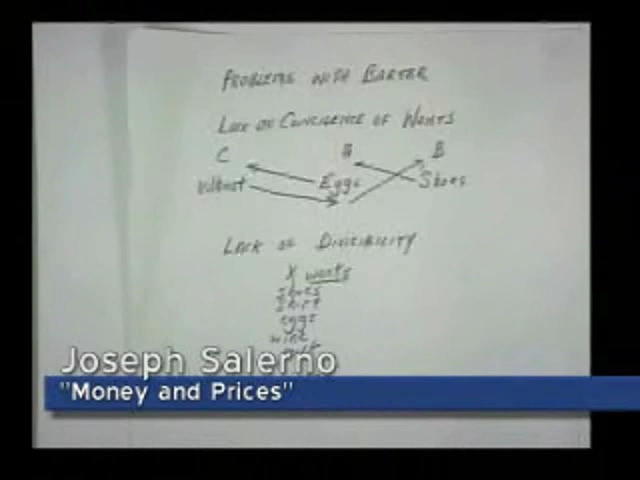 PROBLEMS WITH BARTER
LACK OF COINCIDENCE OF WANTS
C A B
Wheat Eggs Shoes
LACK OF DIVISIBILITY
X wants
shoes
shirt
eggs
wine
Joseph Salerno
"Money and Prices"